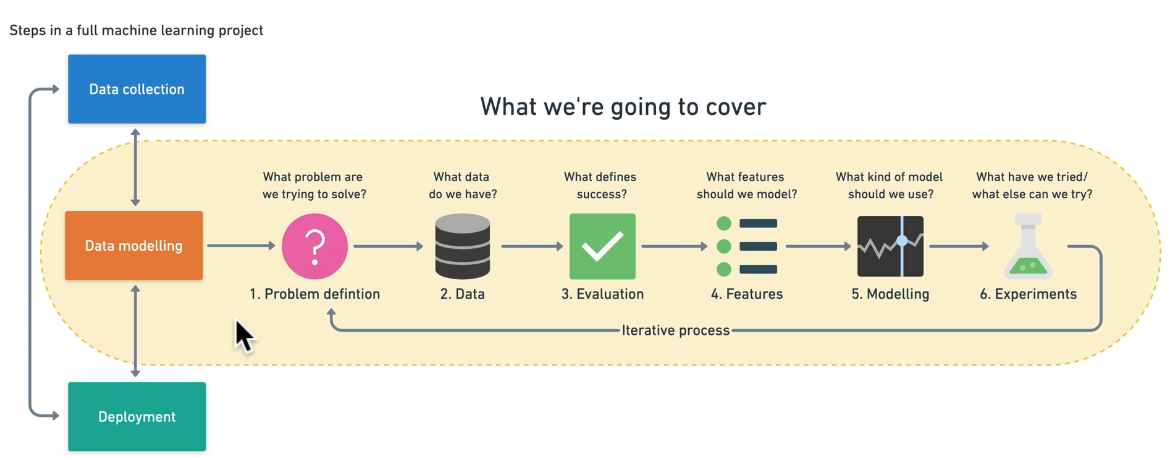 Steps in a full machine learning project
Data collection
What we're going to cover
What problem are
we trying to solve?
What data
do we have?
What defines
success?
What features
should we model?
What kind of model
should we use?
What have we tried/
what else can we try?
Data modelling
?
1. Problem defintion
2. Data
3. Evaluation
4. Features
5. Modelling
6. Experiments
Iterative process
Deployment